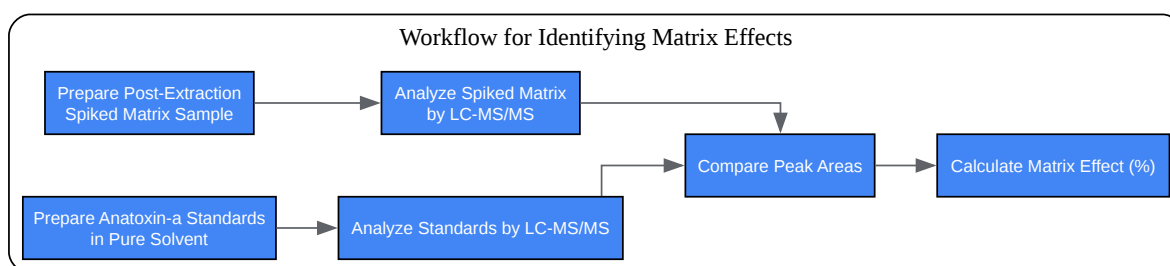 Workflow for Identifying Matrix Effects
Prepare Post-Extraction
Spiked Matrix Sample
Analyze Spiked Matrix
by LC-MS/MS
Compare Peak Areas
Calculate Matrix Effect (%)
Prepare Anatoxin-a Standards
in Pure Solvent
Analyze Standards by LC-MS/MS